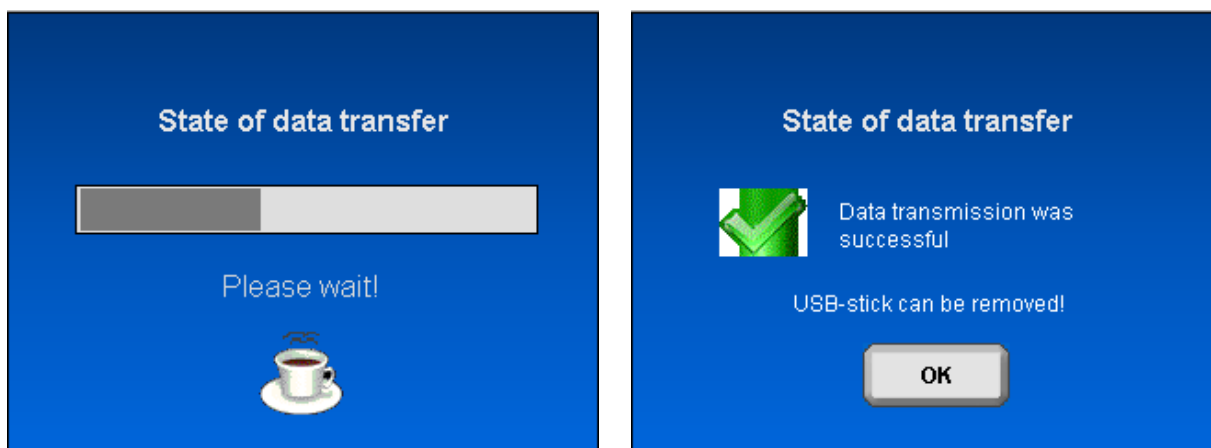 State of data transfer
Please wait!
State of data transfer
Data transmission was
successful
USB-stick can be removed!
OK